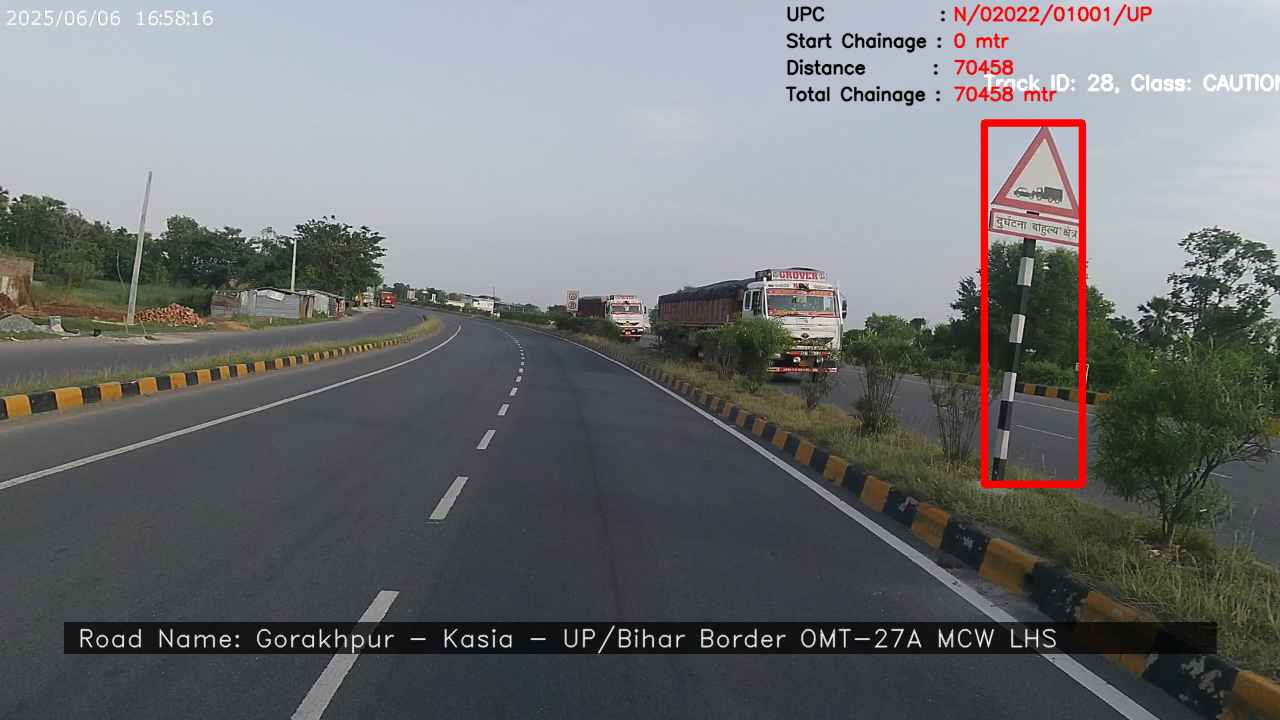 2025/06/06 16:58:16
UPC : N/02022/01001/UP
Start Chainage : 0 mtr
Distance : 70458
Track ID: 28, Class: CAUTION
Total Chainage : 70458 mtr
दुर्घटना बाहुल्य क्षेत्र
GROVER
Road Name: Gorakhpur - Kasia - UP/Bihar Border OMT-27A MCW LHS